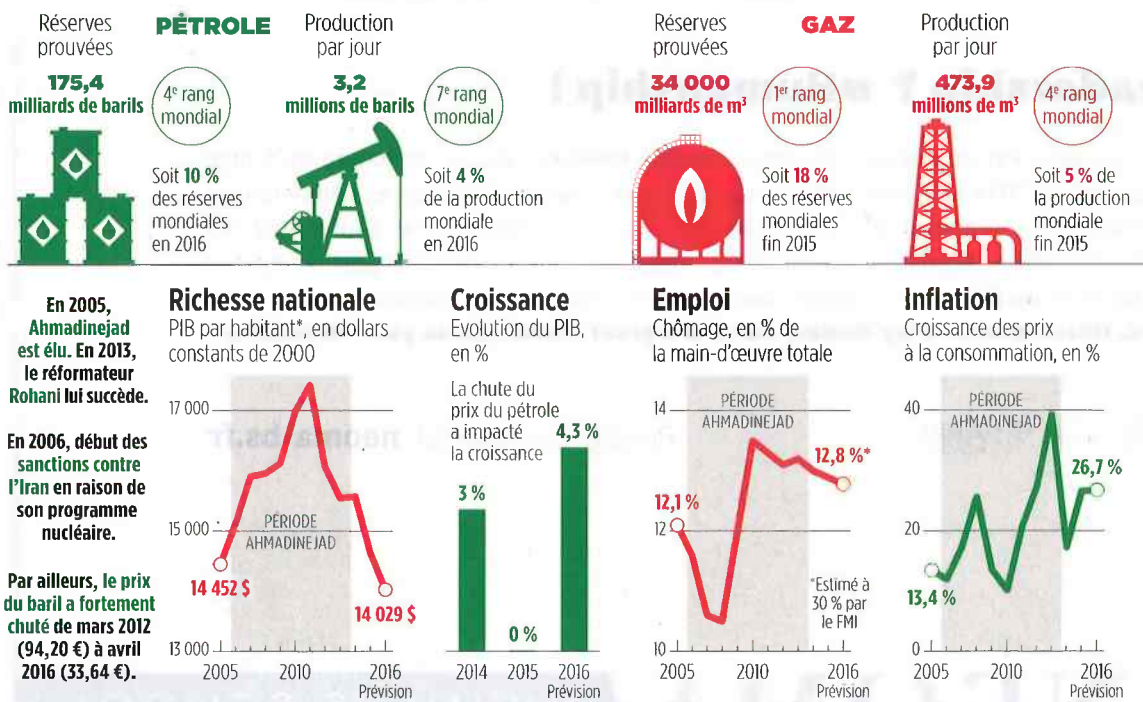 PÉTROLE
Réserves
prouvées
175,4
milliards de barils
4e rang
mondial
Soit 10 %
des réserves
mondiales
en 2016
Production
par jour
3,2
millions de barils
7e rang
mondial
Soit 4 %
de la production
mondiale
en 2016
GAZ
Réserves
prouvées
34 000
milliards de m³
1er rang
mondial
Soit 18 %
des réserves
mondiales
fin 2015
Production
par jour
473,9
millions de m³
4e rang
mondial
Soit 5 % de
la production
mondiale
fin 2015
En 2005,
Ahmadinejad
est élu. En 2013,
le réformateur
Rohani lui succède.
En 2006, début des
sanctions contre
l'Iran en raison de
son programme
nucléaire.
Par ailleurs, le prix
du baril a fortement
chuté de mars 2012
(94,20 €) à avril
2016 (33,64 €).
Richesse nationale
PIB par habitant*, en dollars
constants de 2000
17 000
15 000
13 000
PÉRIODE
AHMADINEJAD
14 452 $
14 029 $
2005
2010
2016
Prévision
Croissance
Evolution du PIB,
en %
La chute du
prix du pétrole
a impacté
la croissance
3 %
0 %
4,3 %
2014
2015
2016
Prévision
Emploi
Chômage, en % de
la main-d'œuvre totale
14
12
10
PÉRIODE
AHMADINEJAD
12,1 %
12,8 %*
*Estimé à
30 % par
le FMI
2005
2010
2016
Prévision
Inflation
Croissance des prix
à la consommation, en %
40
20
0
PÉRIODE
AHMADINEJAD
13,4 %
26,7 %
2005
2010
2016
Prévision